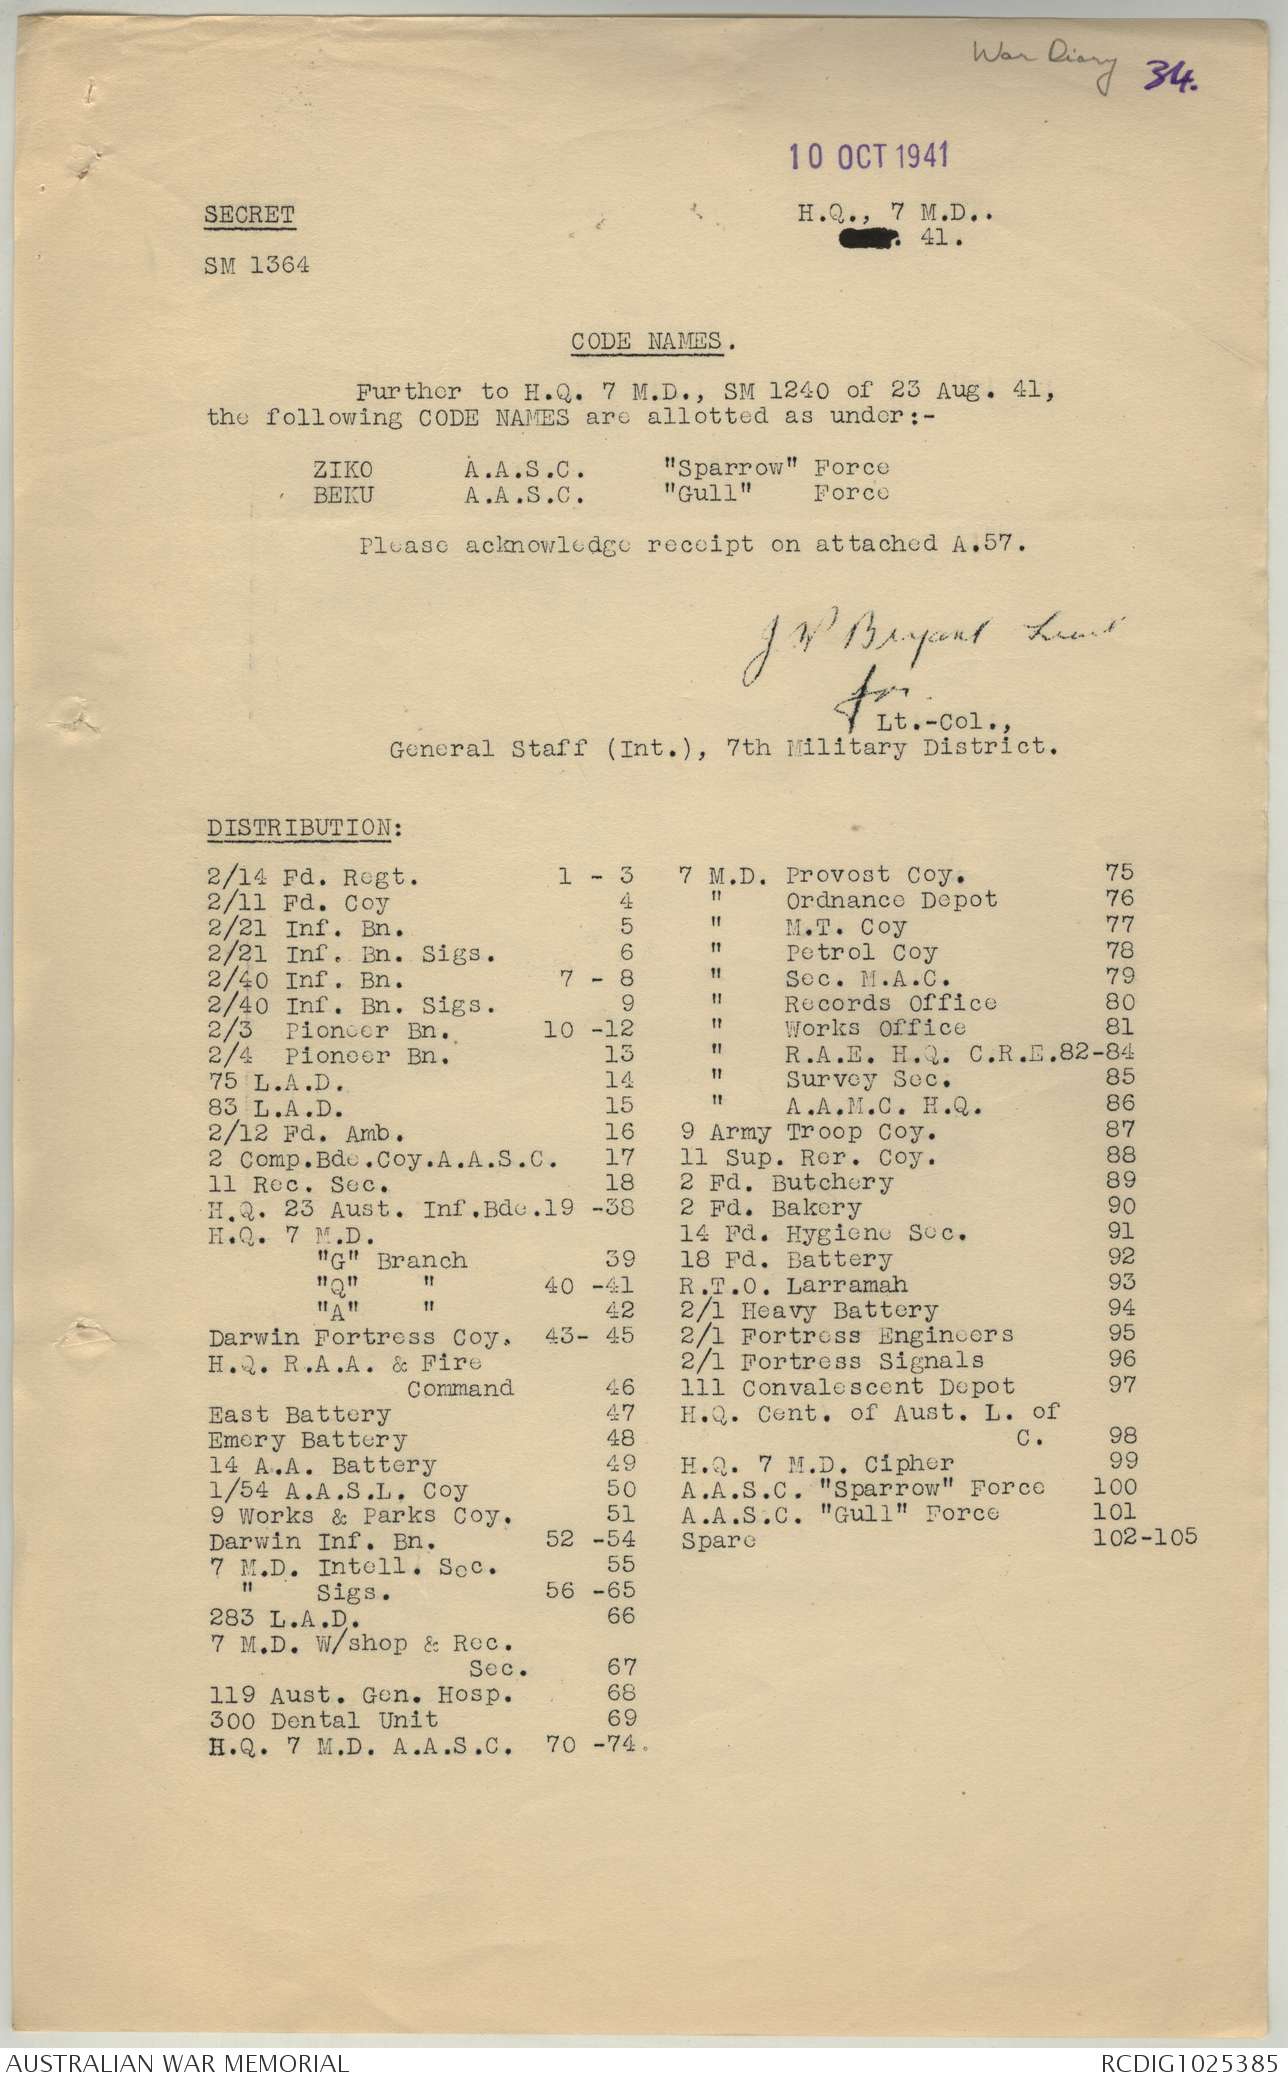 War Diary 34.
10 OCT 1941
SECRET
H.Q., 7 M.D..
. 41.
SM 1364
CODE NAMES.
Further to H.Q. 7 M.D., SM 1240 of 23 Aug. 41,
the following CODE NAMES are allotted as under:-
ZIKO A.A.S.C. "Sparrow" Force
BEKU A.A.S.C. "Gull" Force
Please acknowledge receipt on attached A.57.
J W Bryant Lieut
for
Lt.-Col.,
General Staff (Int.), 7th Military District.
DISTRIBUTION:
2/14 Fd. Regt. 1 - 3
2/11 Fd. Coy 4
2/21 Inf. Bn. 5
2/21 Inf. Bn. Sigs. 6
2/40 Inf. Bn. 7 - 8
2/40 Inf. Bn. Sigs. 9
2/3 Pioneer Bn. 10 -12
2/4 Pioneer Bn. 13
75 L.A.D. 14
83 L.A.D. 15
2/12 Fd. Amb. 16
2 Comp.Bde.Coy.A.A.S.C. 17
11 Rec. Sec. 18
H.Q. 23 Aust. Inf.Bde.19 -38
H.Q. 7 M.D.
"G" Branch 39
"Q" " 40 -41
"A" " 42
Darwin Fortress Coy. 43- 45
H.Q. R.A.A. & Fire
Command 46
East Battery 47
Emery Battery 48
14 A.A. Battery 49
1/54 A.A.S.L. Coy 50
9 Works & Parks Coy. 51
Darwin Inf. Bn. 52 -54
7 M.D. Intell. Sec. 55
" Sigs. 56 -65
283 L.A.D. 66
7 M.D. W/shop & Rec.
Sec. 67
119 Aust. Gen. Hosp. 68
300 Dental Unit 69
H.Q. 7 M.D. A.A.S.C. 70 -74.
7 M.D. Provost Coy. 75
" Ordnance Depot 76
" M.T. Coy 77
" Petrol Coy 78
" Sec. M.A.C. 79
" Records Office 80
" Works Office 81
" R.A.E. H.Q. C.R.E.82-84
" Survey Sec. 85
" A.A.M.C. H.Q. 86
9 Army Troop Coy. 87
11 Sup. Rer. Coy. 88
2 Fd. Butchery 89
2 Fd. Bakery 90
14 Fd. Hygiene Sec. 91
18 Fd. Battery 92
R.T.O. Larramah 93
2/1 Heavy Battery 94
2/1 Fortress Engineers 95
2/1 Fortress Signals 96
111 Convalescent Depot 97
H.Q. Cent. of Aust. L. of
C. 98
H.Q. 7 M.D. Cipher 99
A.A.S.C. "Sparrow" Force 100
A.A.S.C. "Gull" Force 101
Spare 102-105
AUSTRALIAN WAR MEMORIAL RCDIG1025385